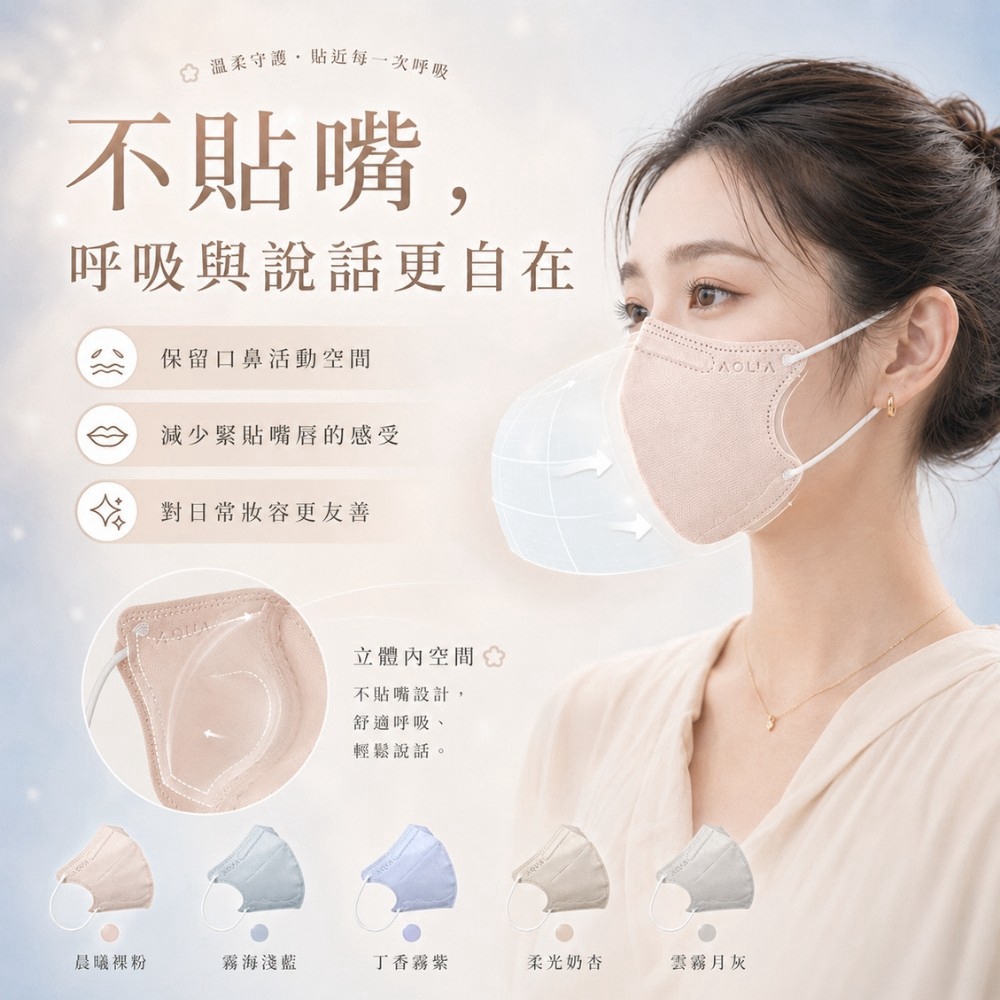 溫柔守護・貼近每一次呼吸
不貼嘴，
呼吸與說話更自在
保留口鼻活動空間
減少緊貼嘴唇的感受
對日常妝容更友善
AOLIA
AOLIA
立體內空間
不貼嘴設計，
舒適呼吸、
輕鬆說話。
晨曦裸粉
霧海淺藍
丁香霧紫
柔光奶杏
雲霧月灰